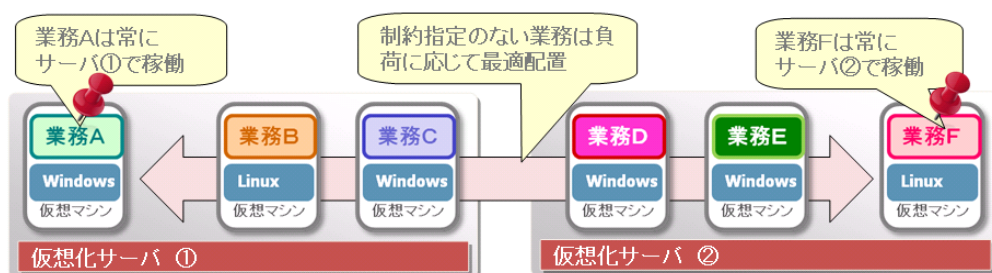 業務Aは常に
サーバ①で稼働
制約指定のない業務は負
荷に応じて最適配置
業務Fは常に
サーバ②で稼働
業務A
Windows
仮想マシン
業務B
Linux
仮想マシン
業務C
Windows
仮想マシン
業務D
Windows
仮想マシン
業務E
Windows
仮想マシン
業務F
Linux
仮想マシン
仮想化サーバ ①
仮想化サーバ ②